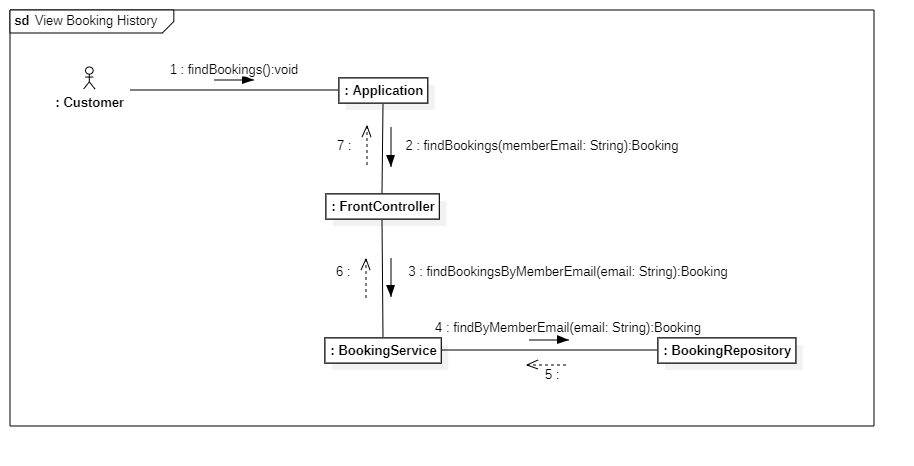 sd View Booking History
1 : findBookings():void
: Customer
: Application
7 :
2 : findBookings(memberEmail: String):Booking
: FrontController
6 :
3 : findBookingsByMemberEmail(email: String):Booking
4 : findByMemberEmail(email: String):Booking
: BookingService
: BookingRepository
5 :